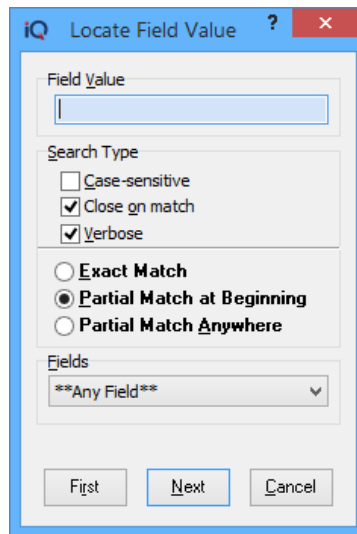 iQ Locate Field Value ? ×
Field Value
Search Type
Case-sensitive
Close on match
Verbose
Exact Match
Partial Match at Beginning
Partial Match Anywhere
Fields
**Any Field**
First Next Cancel